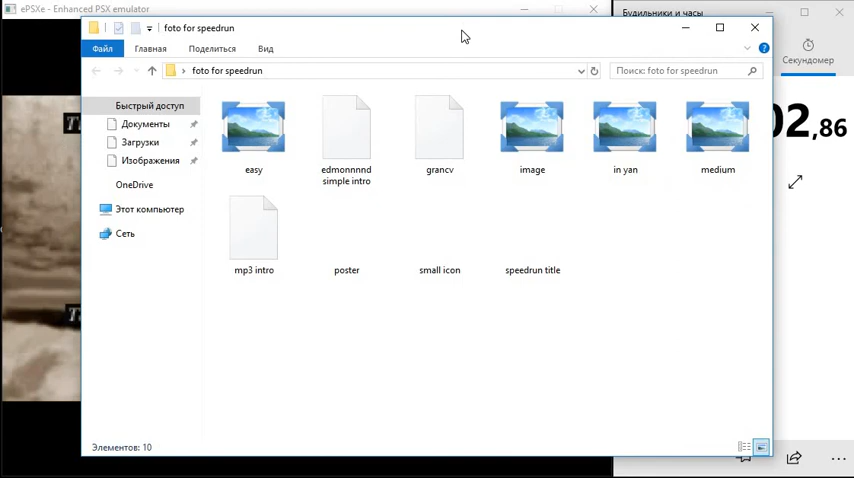 ePSXe - Enhanced PSX emulator
Будильники и часы
foto for speedrun
Файл
Главная
Поделиться
Вид
Секундомер
foto for speedrun
Поиск: foto for speedrun
Быстрый доступ
Документы
Загрузки
Изображения
OneDrive
Этот компьютер
Сеть
02,86
easy
edmonnnnd
simple intro
grancv
image
in yan
medium
mp3 intro
poster
small icon
speedrun title
Элементов: 10